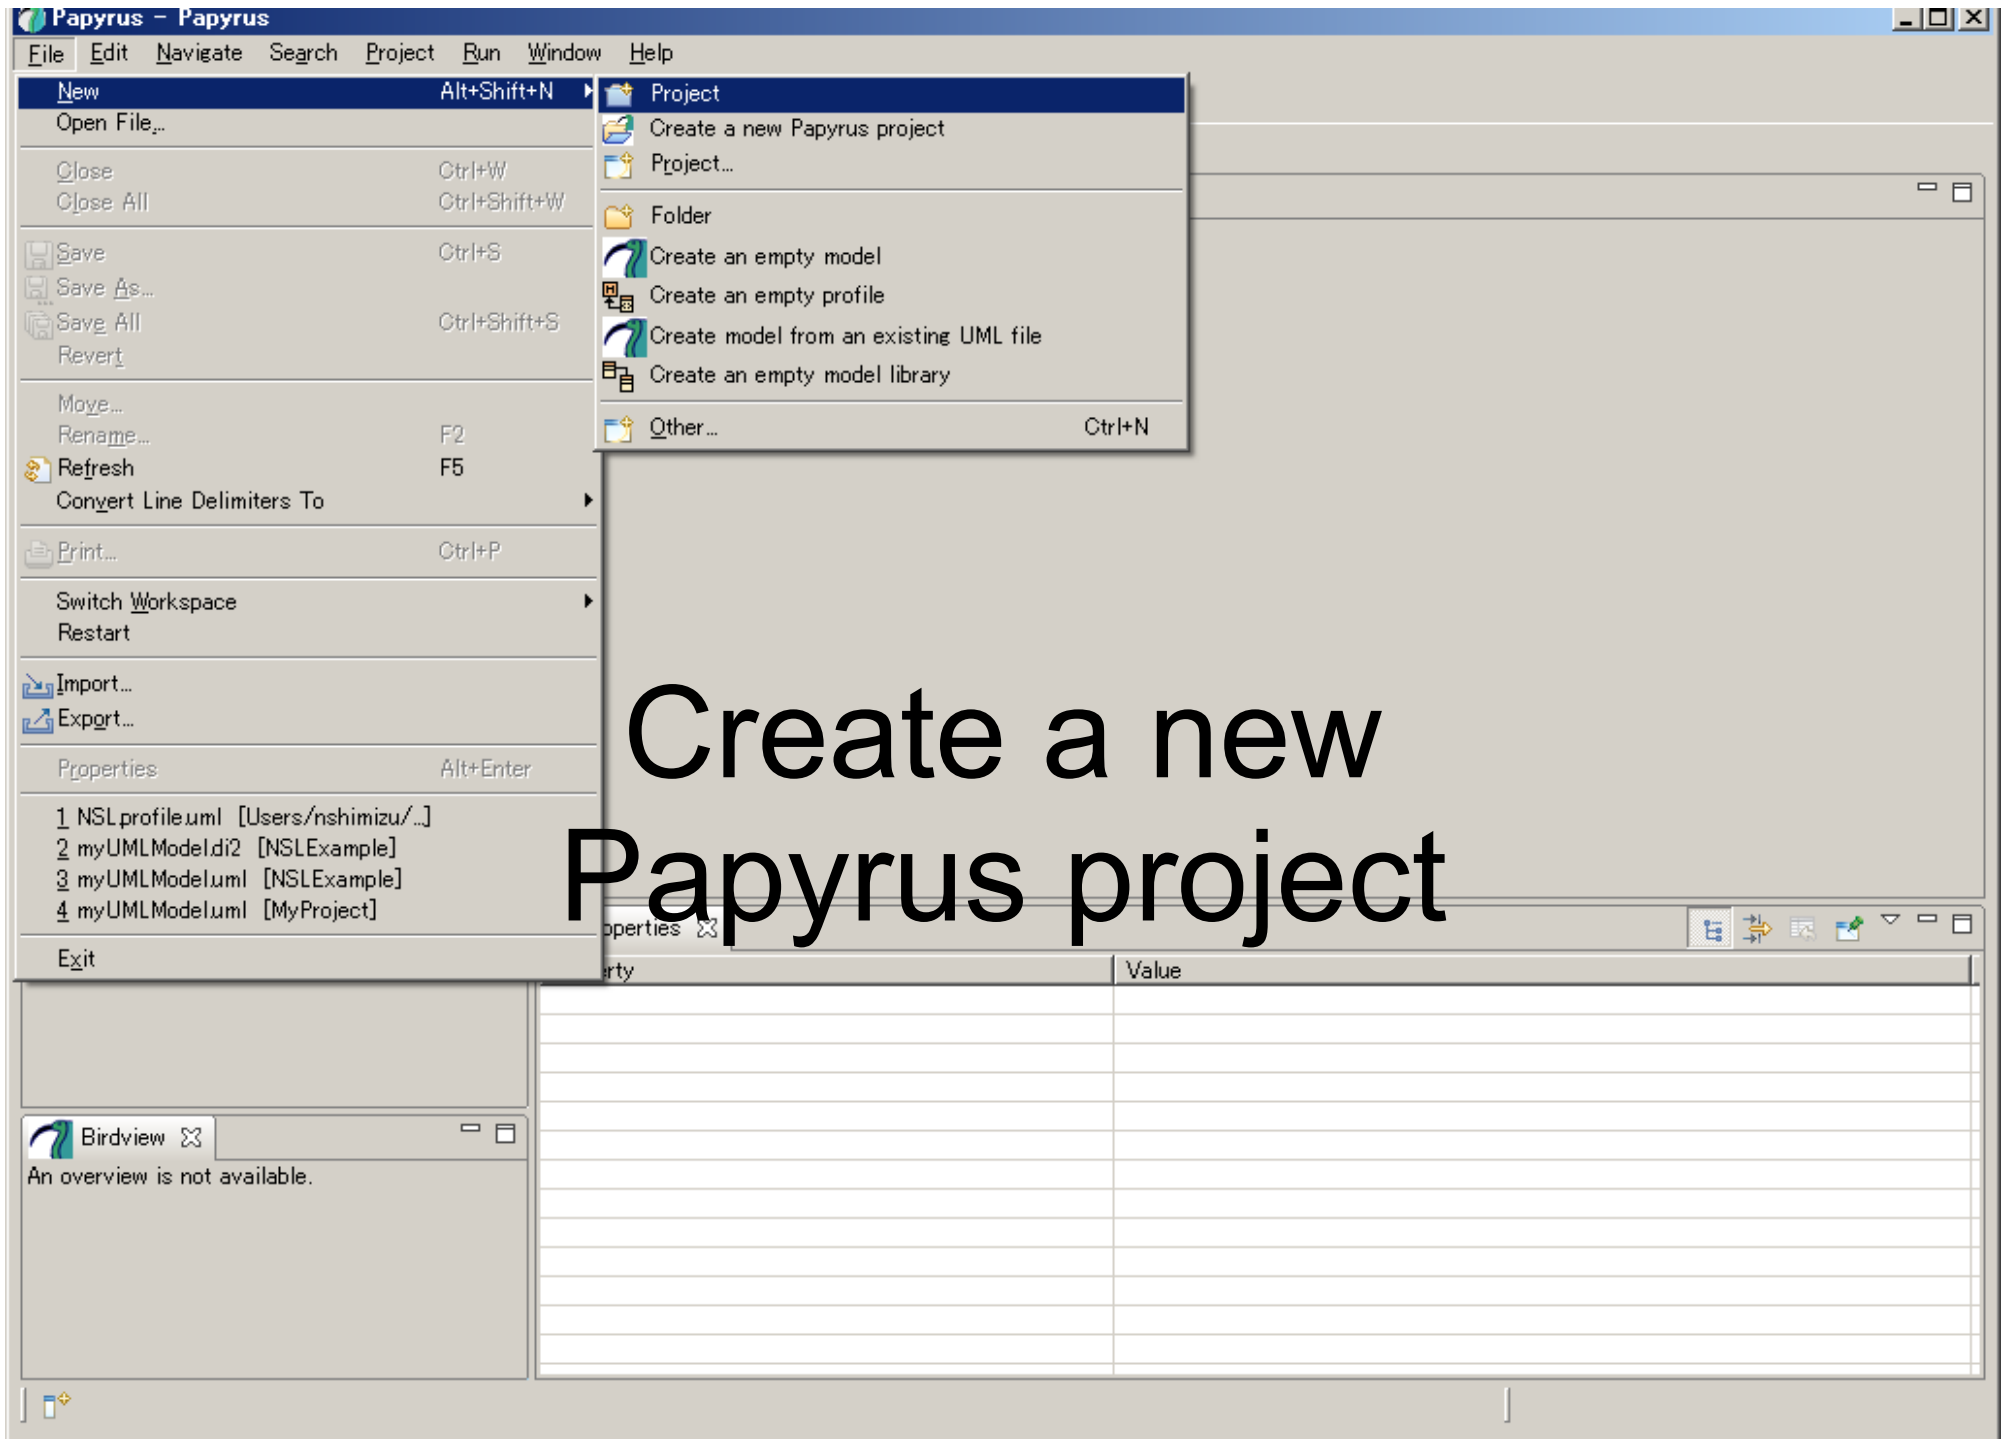 Papyrus - Papyrus
File Edit Navigate Search Project Run Window Help
New Alt+Shift+N
Open File...
Close Ctrl+W
Close All Ctrl+Shift+W
Save Ctrl+S
Save As...
Save All Ctrl+Shift+S
Revert
Move...
Rename... F2
Refresh F5
Convert Line Delimiters To
Print... Ctrl+P
Switch Workspace
Restart
Import...
Export...
Properties Alt+Enter
1 NSL.profile.uml [Users/nshimizu/...]
2 myUMLModel.di2 [NSLExample]
3 myUMLModel.uml [NSLExample]
4 myUMLModel.uml [MyProject]
Exit
Project
Create a new Papyrus project
Project...
Folder
Create an empty model
Create an empty profile
Create model from an existing UML file
Create an empty model library
Other... Ctrl+N
Create a new
Papyrus project
operties
erty Value
Birdview
An overview is not available.